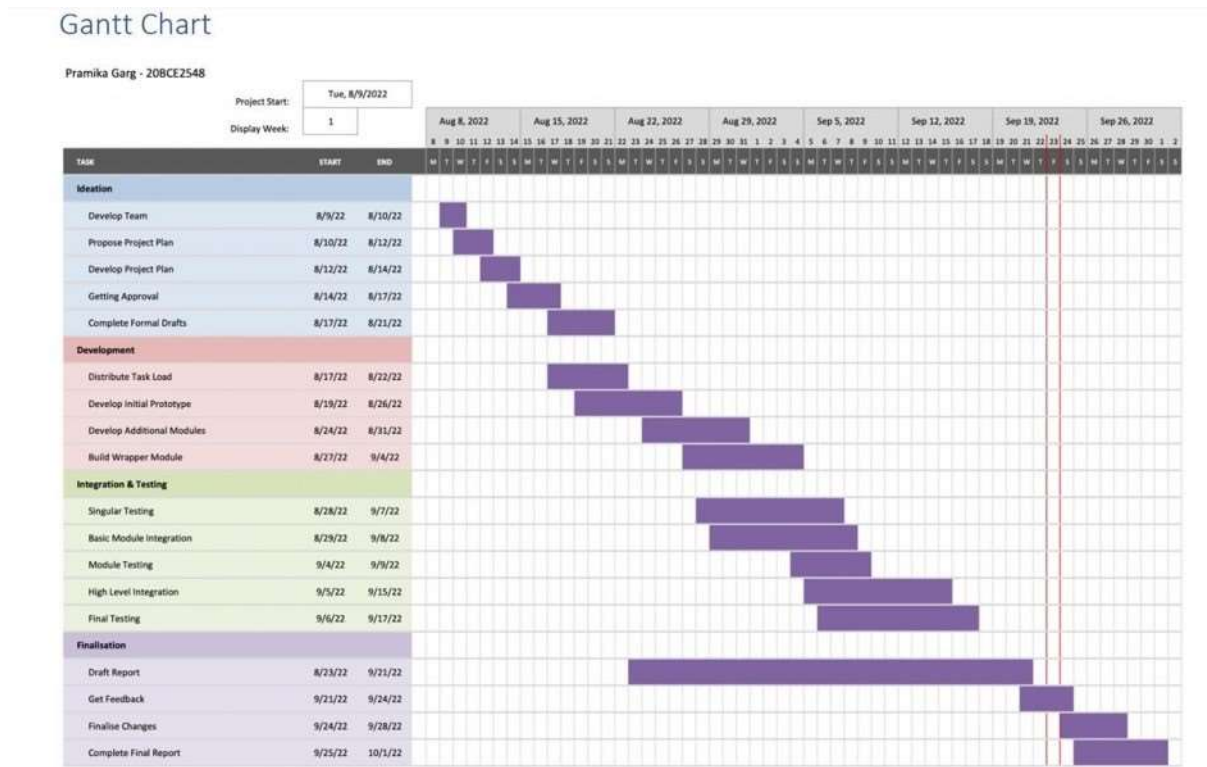 Gantt Chart
Pramika Garg - 20BCE2548
Project Start: Tue, 8/9/2022
Display Week: 1
Aug 8, 2022 Aug 15, 2022 Aug 22, 2022 Aug 29, 2022 Sep 5, 2022 Sep 12, 2022 Sep 19, 2022 Sep 26, 2022
8 9 10 11 12 13 14 15 16 17 18 19 20 21 22 23 24 25 26 27 28 29 30 31 1 2 3 4 5 6 7 8 9 10 11 12 13 14 15 16 17 18 19 20 21 22 23 24 25 26 27 28 29 30 1 2
TASK START END M T W T F S S M T W T F S S M T W T F S S M T W T F S S M T W T F S S M T W T F S S M T W T F S S M T W T F S S
Ideation
Develop Team 8/9/22 8/10/22
Propose Project Plan 8/10/22 8/12/22
Develop Project Plan 8/12/22 8/14/22
Getting Approval 8/14/22 8/17/22
Complete Formal Drafts 8/17/22 8/21/22
Development
Distribute Task Load 8/17/22 8/22/22
Develop Initial Prototype 8/19/22 8/26/22
Develop Additional Modules 8/24/22 8/31/22
Build Wrapper Module 8/27/22 9/4/22
Integration & Testing
Singular Testing 8/28/22 9/7/22
Basic Module Integration 8/29/22 9/8/22
Module Testing 9/4/22 9/9/22
High Level Integration 9/5/22 9/15/22
Final Testing 9/6/22 9/17/22
Finalisation
Draft Report 8/23/22 9/21/22
Get Feedback 9/21/22 9/24/22
Finalise Changes 9/24/22 9/28/22
Complete Final Report 9/25/22 10/1/22